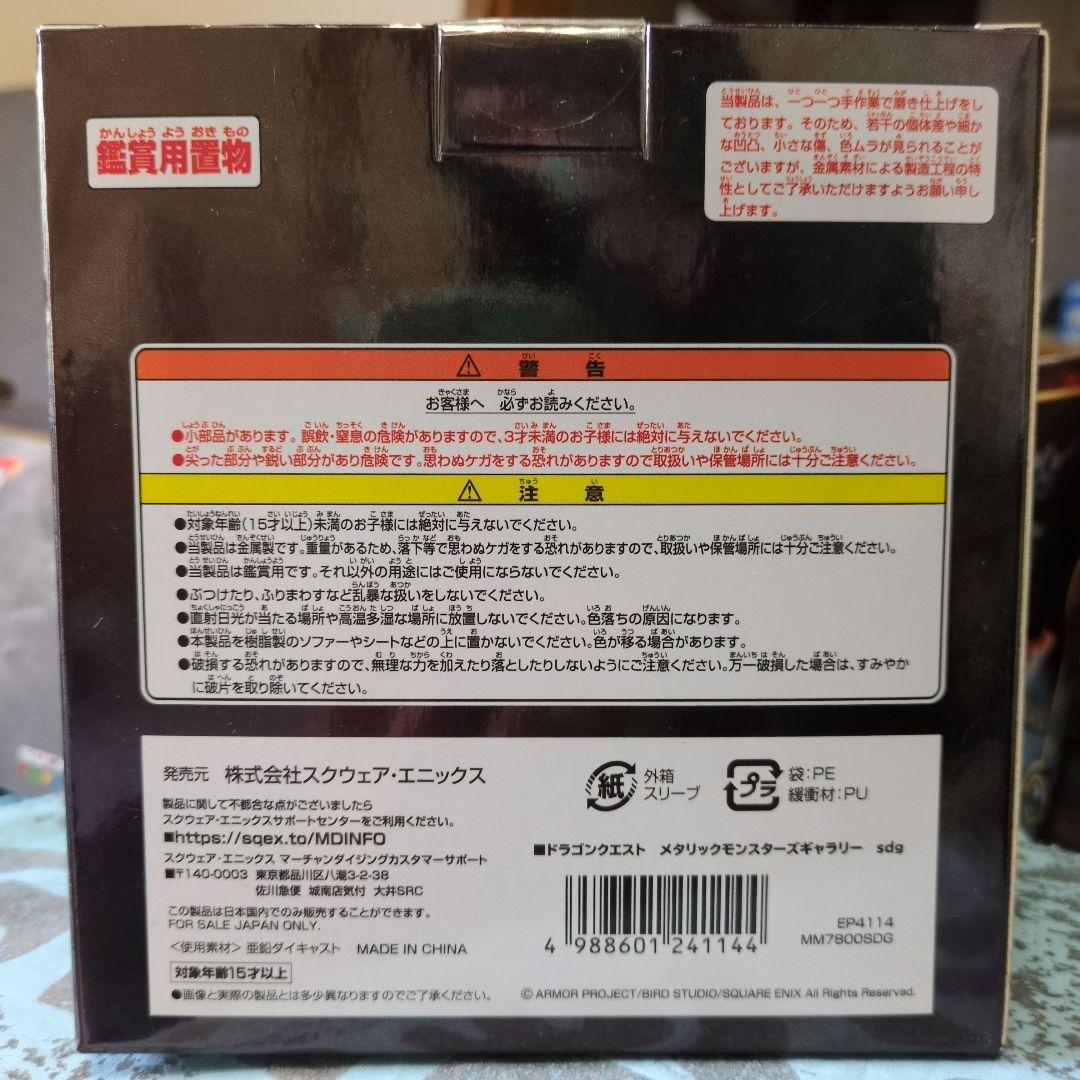 鑑賞用置物
当製品は、一つ一つ手作業で磨き仕上げをし
ております。そのため、若干の個体差や細か
な凹凸、小さな傷、色ムラが見られることが
ございますが、金属素材による製造工程の特
性としてご了承いただけますようお願い申し
上げます。
⚠ 警告
お客様へ 必ずお読みください。
●小部品があります。誤飲・窒息の危険がありますので、3才未満のお子様には絶対に与えないでください。
●尖った部分や鋭い部分があり危険です。思わぬケガをする恐れがありますので取扱いや保管場所には十分ご注意ください。
⚠ 注意
●対象年齢(15才以上)未満のお子様には絶対に与えないでください。
●当製品は金属製です。重量があるため、落下等で思わぬケガをする恐れがありますので、取扱いや保管場所には十分ご注意ください。
●当製品は鑑賞用です。それ以外の用途にはご使用にならないでください。
●ぶつけたり、ふりまわすなど乱暴な扱いをしないでください。
●直射日光が当たる場所や高温多湿な場所に放置しないでください。色落ちの原因になります。
●本製品を樹脂製のソファーやシートなどの上に置かないでください。色が移る場合があります。
●破損する恐れがありますので、無理な力を加えたり落としたりしないようにご注意ください。万一破損した場合は、すみやか
に破片を取り除いてください。
発売元 株式会社スクウェア・エニックス
製品に関して不都合な点がございましたら
スクウェア・エニックスサポートセンターをご利用ください。
■https://sqex.to/MDINFO
スクウェア・エニックス マーチャンダイジングカスタマーサポート
■〒140-0003 東京都品川区八潮3-2-38
佐川急便 城南店気付 大井SRC
この製品は日本国内でのみ販売することができます。
FOR SALE JAPAN ONLY.
<使用素材> 亜鉛ダイキャスト MADE IN CHINA
対象年齢15才以上
●画像と実際の製品とは多少異なりますのでご了承ください。
紙 外箱
スリーブ
プラ 袋:PE
緩衝材:PU
■ドラゴンクエスト メタリックモンスターズギャラリー sdg
4 988601 241144
EP4114
MM7800SDG
© ARMOR PROJECT/BIRD STUDIO/SQUARE ENIX All Rights Reserved.